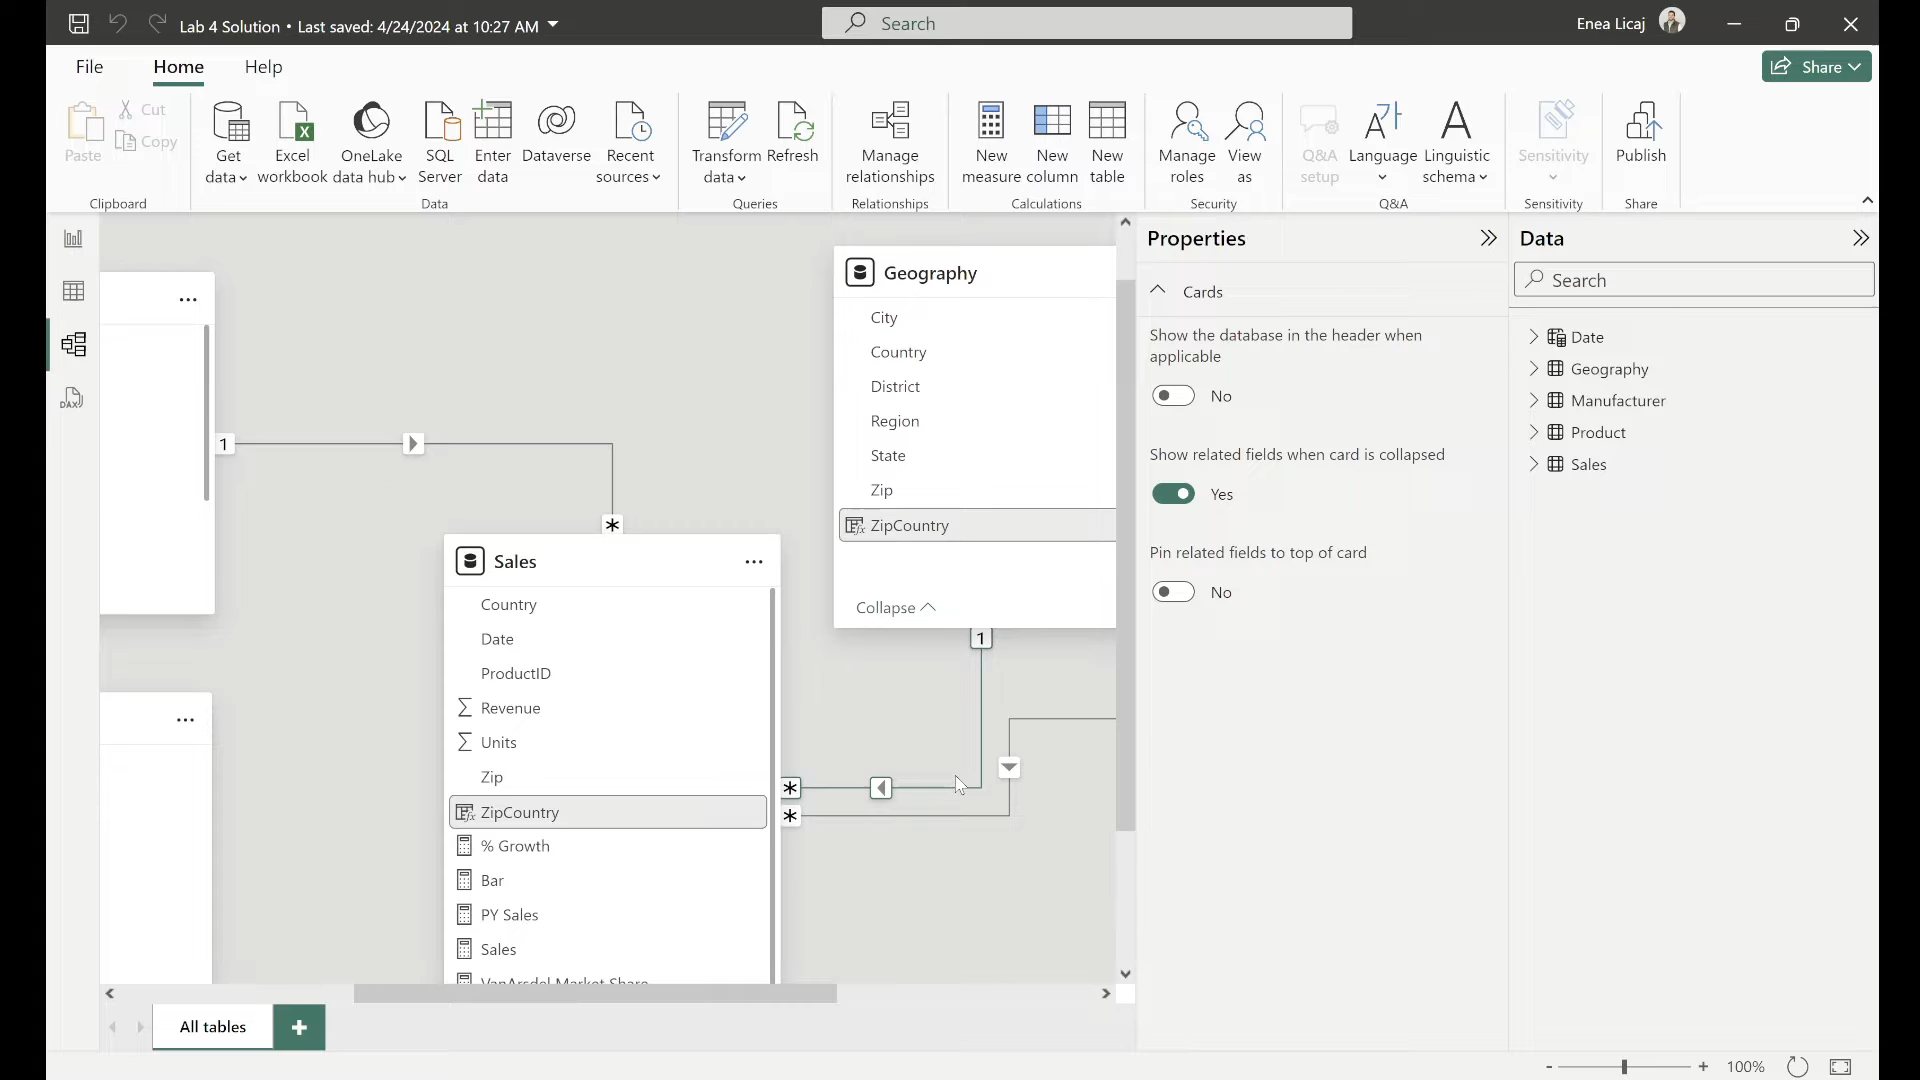 Lab 4 Solution • Last saved: 4/24/2024 at 10:27 AM
Search
Enea Licaj
File
Home
Help
Share
Paste
Cut
Copy
Clipboard
Get data
Excel workbook
OneLake data hub
SQL Server
Enter data
Dataverse
Recent sources
Data
Transform data
Refresh
Queries
Manage relationships
Relationships
New measure
New column
New table
Calculations
Manage roles
View as
Security
Q&A setup
Language
Linguistic schema
Q&A
Sensitivity
Sensitivity
Publish
Share
DAX
1
*
Sales
Country
Date
ProductID
Σ Revenue
Σ Units
Zip
ZipCountry
% Growth
Bar
PY Sales
Sales
VanArsdel Market Share
Geography
City
Country
District
Region
State
Zip
ZipCountry
Collapse
1
*
*
Properties
Cards
Show the database in the header when
applicable
No
Show related fields when card is collapsed
Yes
Pin related fields to top of card
No
Data
Search
Date
Geography
Manufacturer
Product
Sales
All tables
+
- + 100%